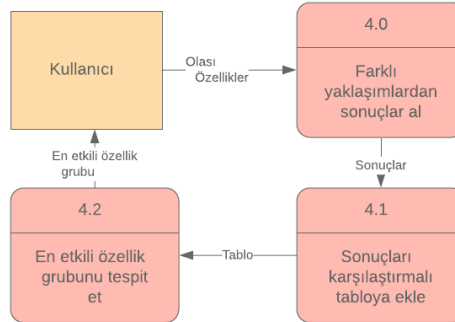 Kullanıcı
Olası
Özellikler
4.0
Farklı
yaklaşımlardan
sonuçlar al
Sonuçlar
4.1
Sonuçları
karşılaştırmalı
tabloya ekle
Tablo
4.2
En etkili özellik
grubunu tespit
et
En etkili özellik
grubu